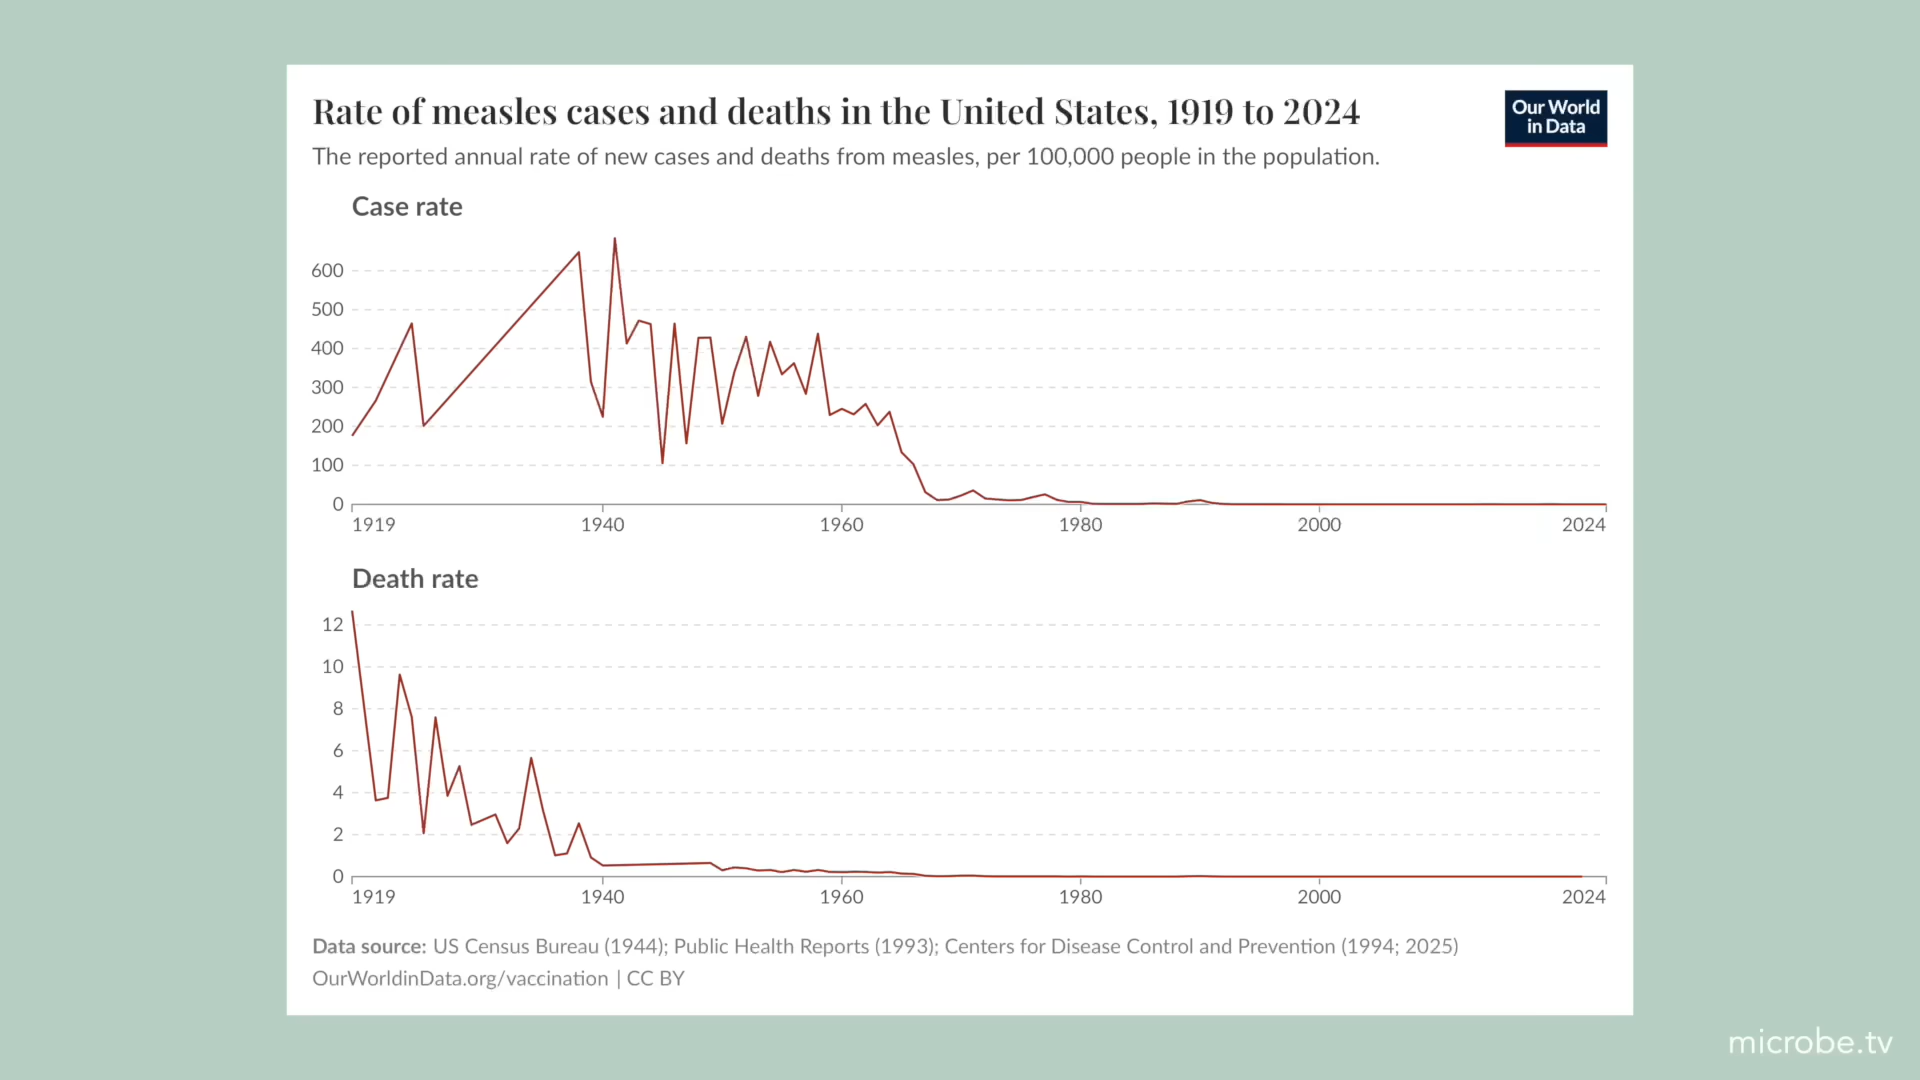 Rate of measles cases and deaths in the United States, 1919 to 2024
Our World
in Data
The reported annual rate of new cases and deaths from measles, per 100,000 people in the population.
Case rate
600
500
400
300
200
100
0
1919 1940 1960 1980 2000 2024
Death rate
12
10
8
6
4
2
0
1919 1940 1960 1980 2000 2024
Data source: US Census Bureau (1944); Public Health Reports (1993); Centers for Disease Control and Prevention (1994; 2025)
OurWorldinData.org/vaccination | CC BY
microbe.tv